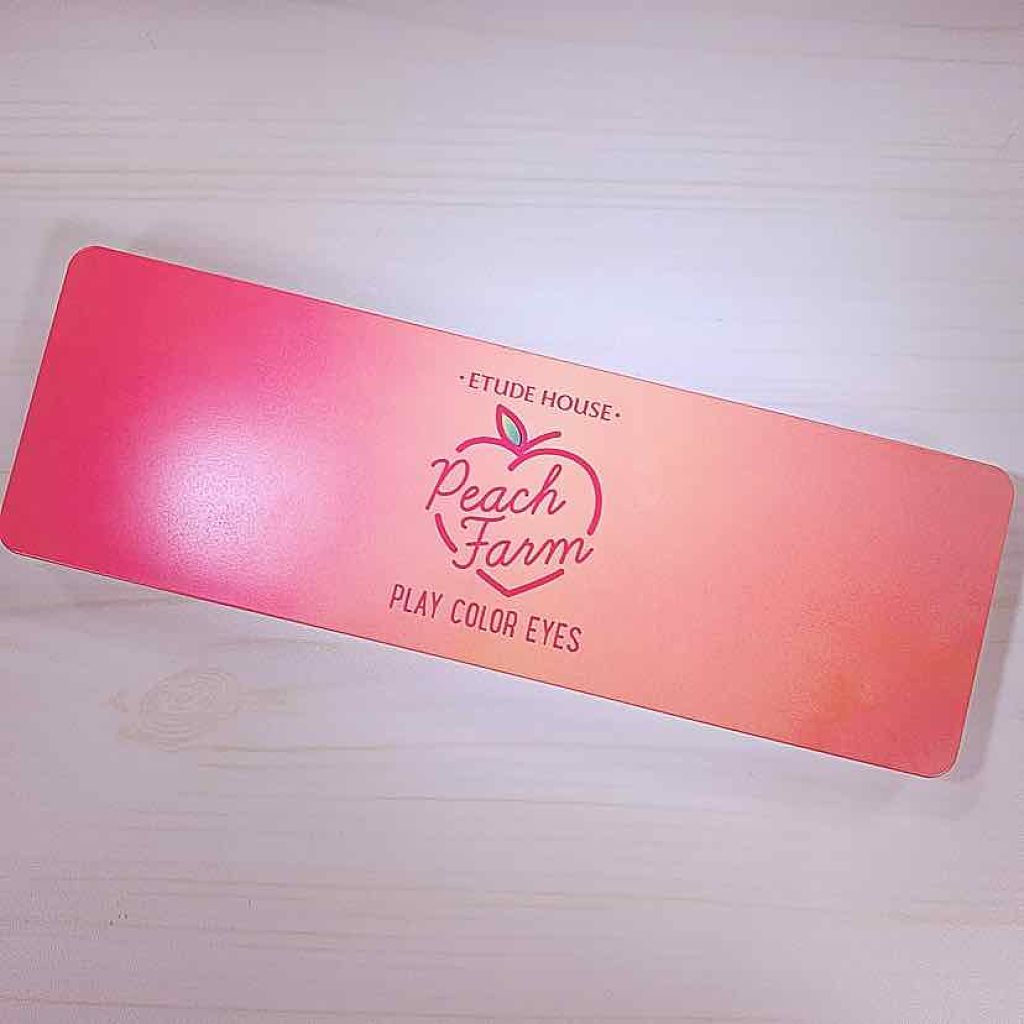 ·ETUDE HOUSE·
Peach
Farm
PLAY COLOR EYES